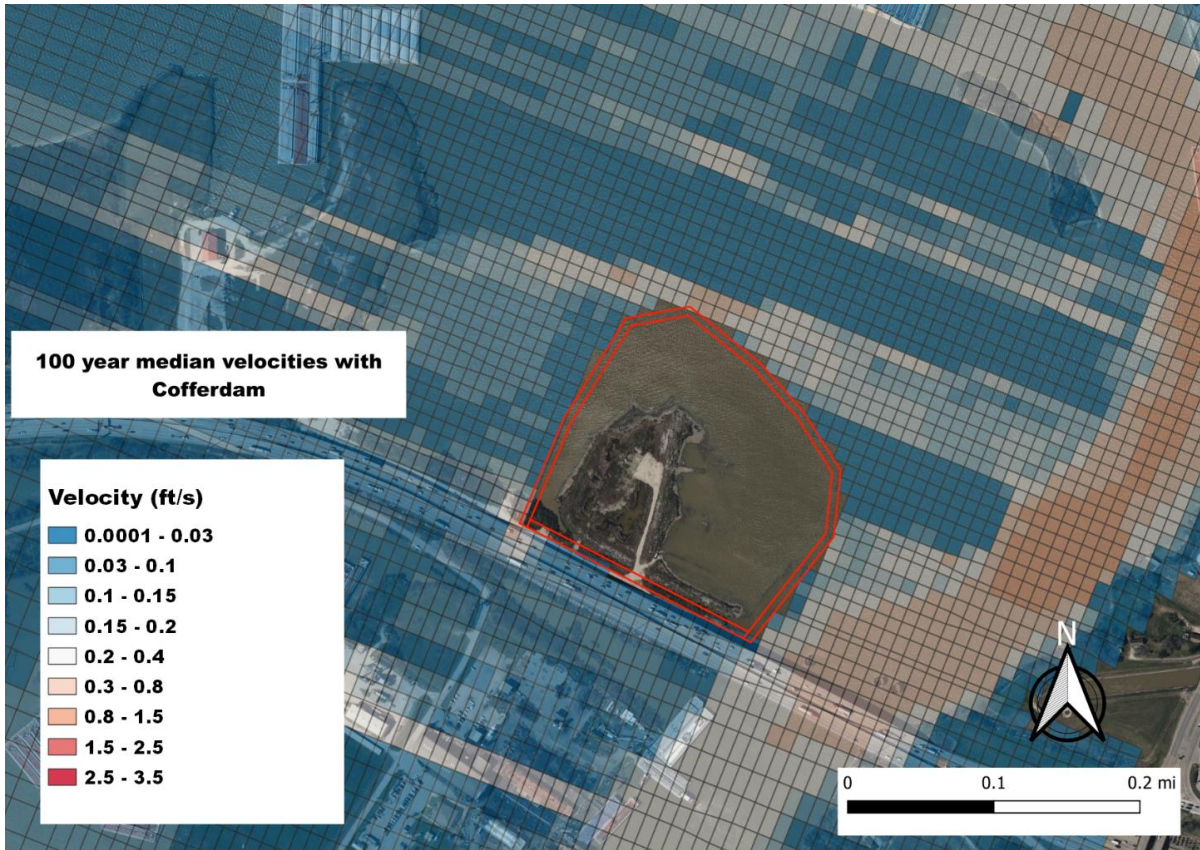 100 year median velocities with
Cofferdam
Velocity (ft/s)
0.0001 - 0.03
0.03 - 0.1
0.1 - 0.15
0.15 - 0.2
0.2 - 0.4
0.3 - 0.8
0.8 - 1.5
1.5 - 2.5
2.5 - 3.5
N
0 0.1 0.2 mi